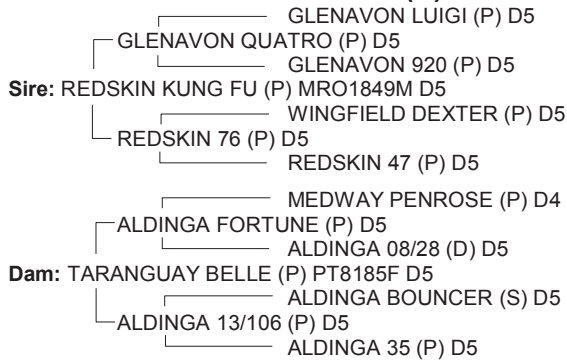 GLENAVON LUIGI (P) D5
GLENAVON QUATRO (P) D5
GLENAVON 920 (P) D5
Sire: REDSKIN KUNG FU (P) MRO1849M D5
WINGFIELD DEXTER (P) D5
REDSKIN 76 (P) D5
REDSKIN 47 (P) D5
MEDWAY PENROSE (P) D4
ALDINGA FORTUNE (P) D5
ALDINGA 08/28 (D) D5
Dam: TARANGUAY BELLE (P) PT8185F D5
ALDINGA BOUNCER (S) D5
ALDINGA 13/106 (P) D5
ALDINGA 35 (P) D5